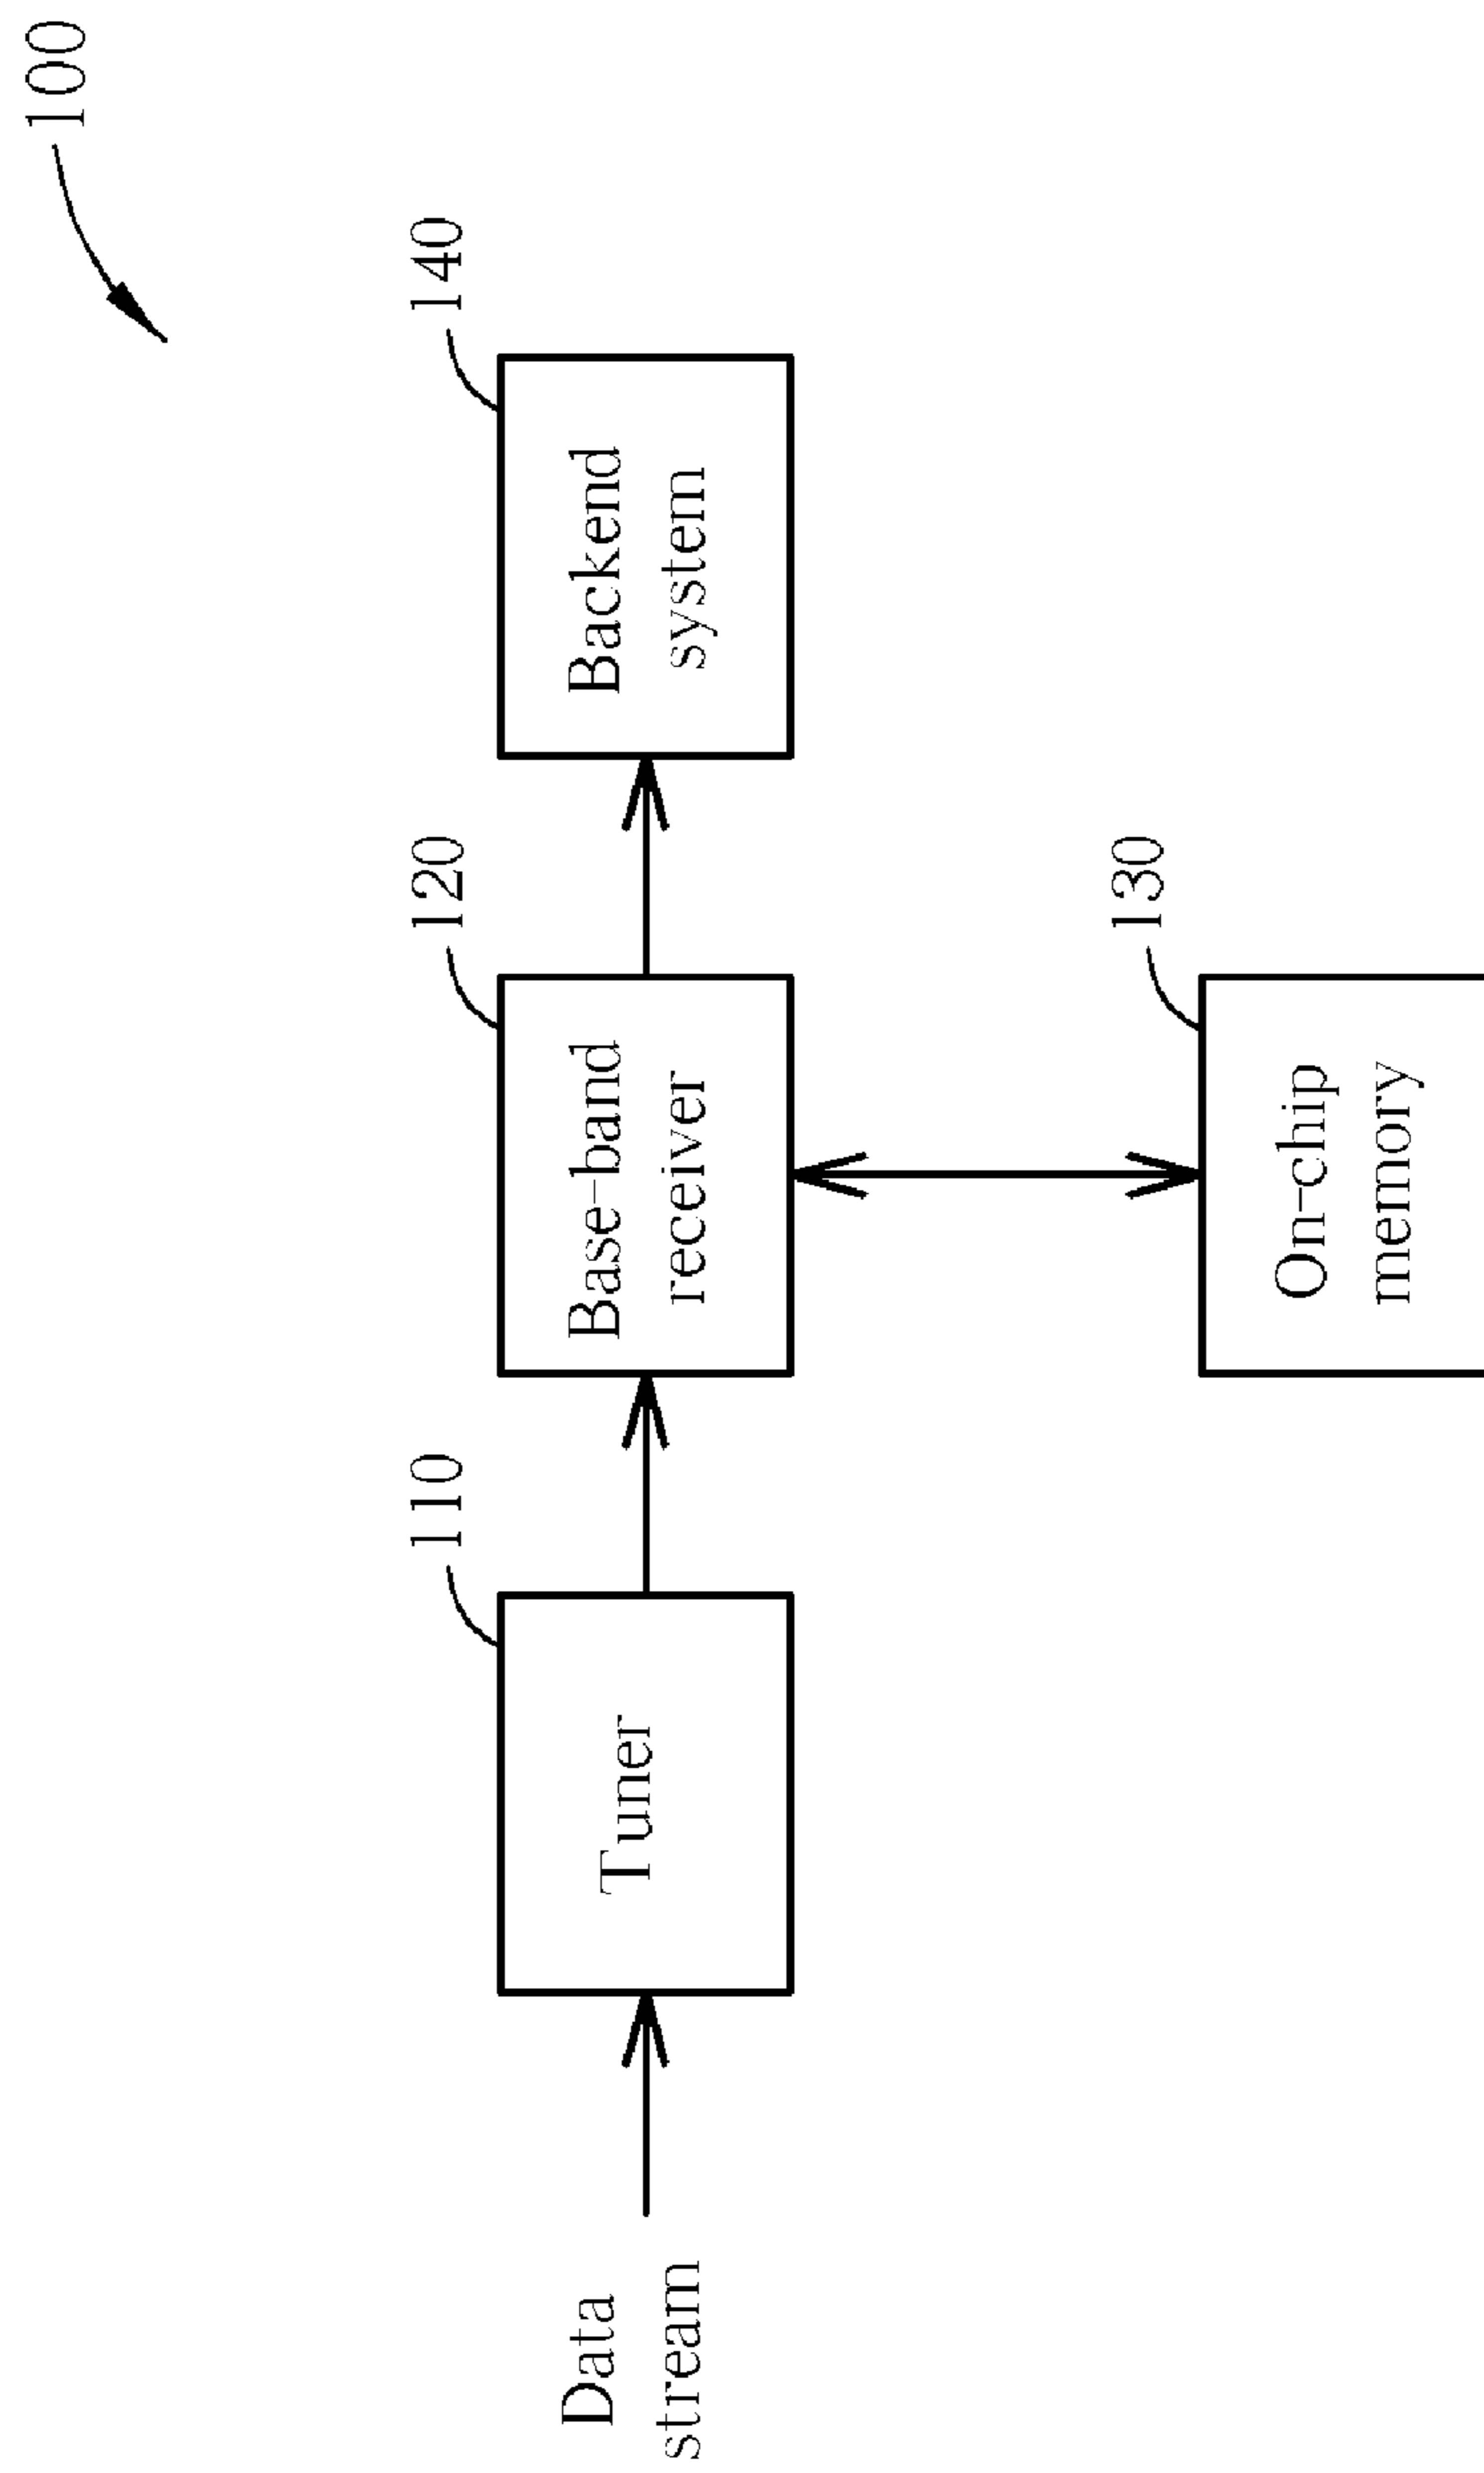 100
Data
stream
110
Tuner
120
Base-band
receiver
140
Backend
system
130
On-chip
memory